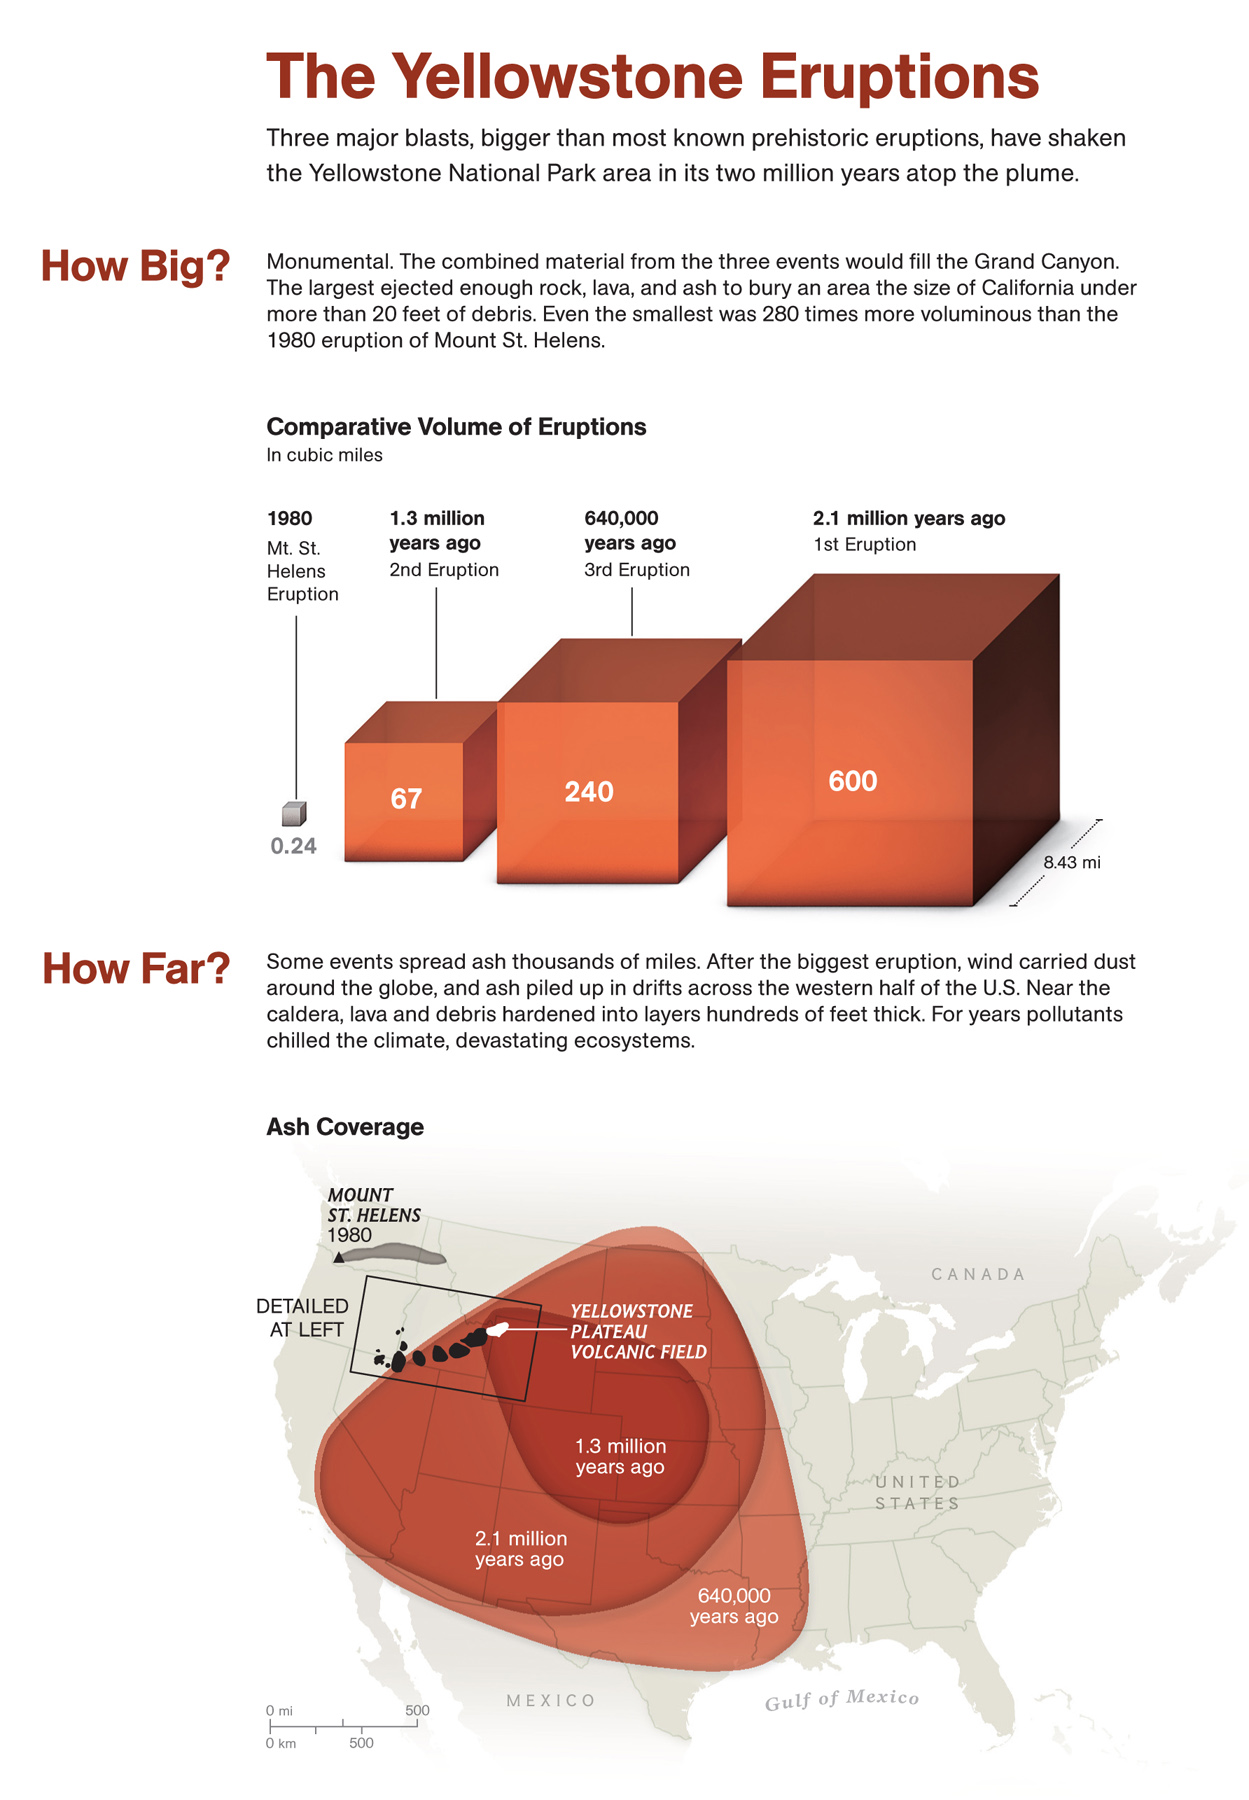 The Yellowstone Eruptions
Three major blasts, bigger than most known prehistoric eruptions, have shaken
the Yellowstone National Park area in its two million years atop the plume.
How Big?
Monumental. The combined material from the three events would fill the Grand Canyon.
The largest ejected enough rock, lava, and ash to bury an area the size of California under
more than 20 feet of debris. Even the smallest was 280 times more voluminous than the
1980 eruption of Mount St. Helens.
Comparative Volume of Eruptions
In cubic miles
1980
Mt. St.
Helens
Eruption
0.24
1.3 million
years ago
2nd Eruption
67
640,000
years ago
3rd Eruption
240
2.1 million years ago
1st Eruption
600
8.43 mi
How Far?
Some events spread ash thousands of miles. After the biggest eruption, wind carried dust
around the globe, and ash piled up in drifts across the western half of the U.S. Near the
caldera, lava and debris hardened into layers hundreds of feet thick. For years pollutants
chilled the climate, devastating ecosystems.
Ash Coverage
MOUNT
ST. HELENS
1980
CANADA
DETAILED
AT LEFT
YELLOWSTONE
PLATEAU
VOLCANIC FIELD
1.3 million
years ago
UNITED
STATES
2.1 million
years ago
640,000
years ago
MEXICO
Gulf of Mexico
0 mi 500
0 km 500